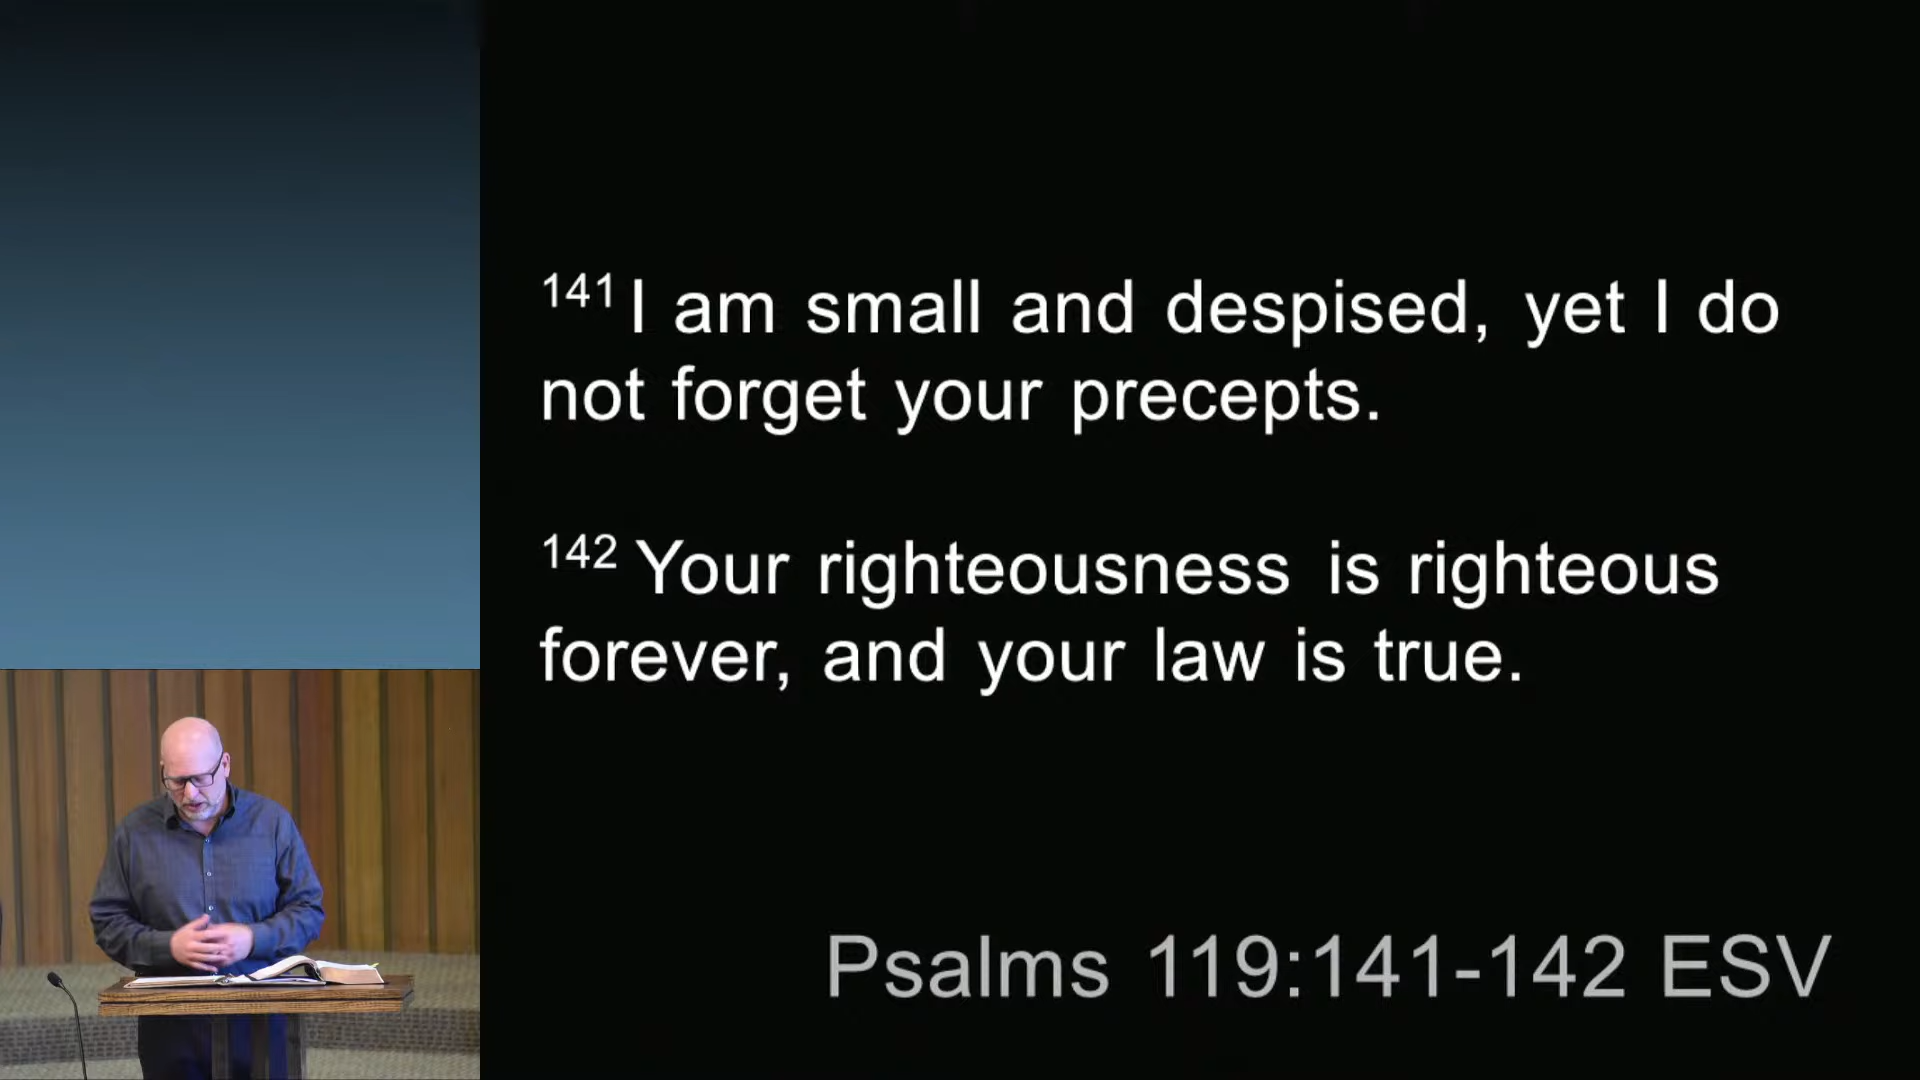 141 I am small and despised, yet I do
not forget your precepts.
142 Your righteousness is righteous
forever, and your law is true.
Psalms 119:141-142 ESV